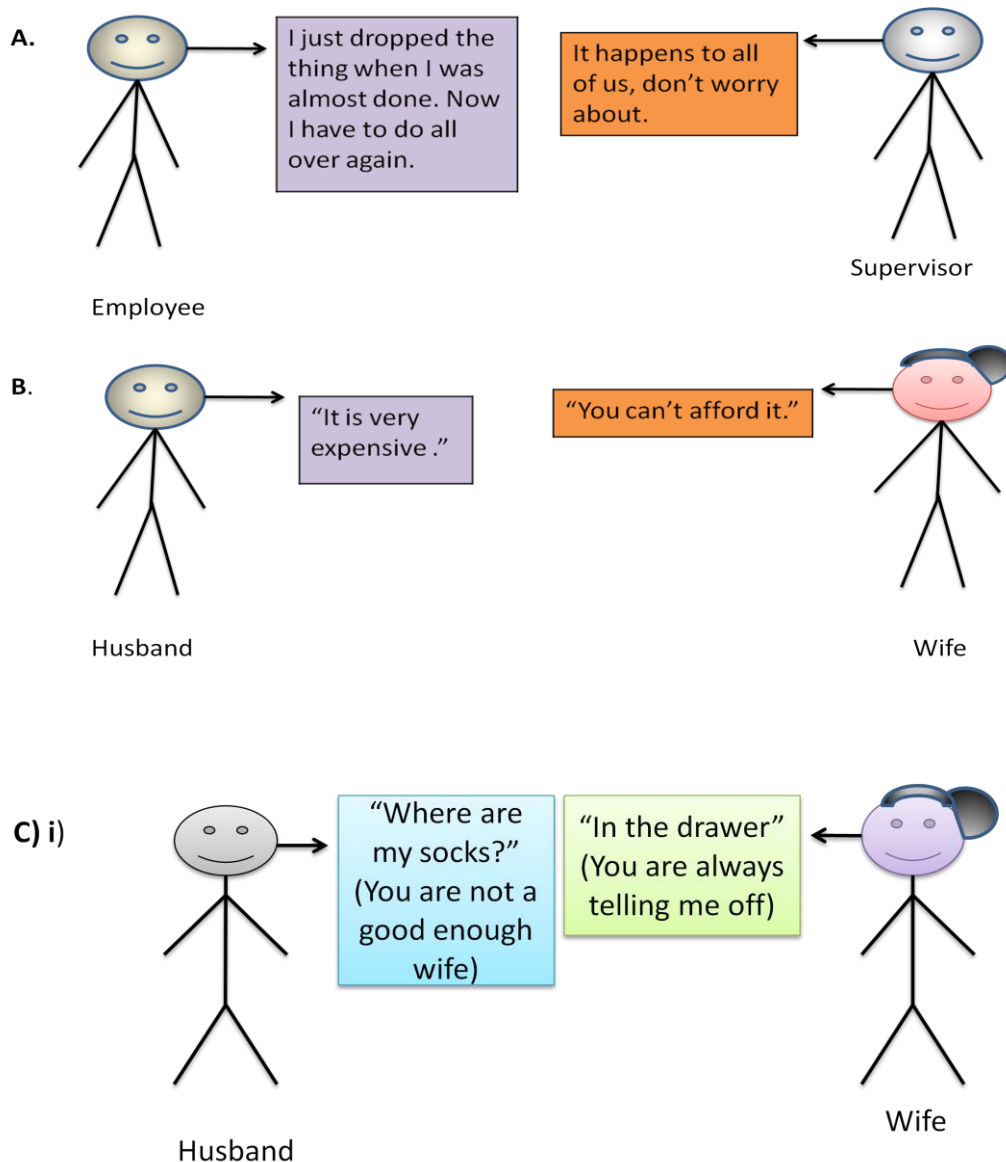 A.
I just dropped the
thing when I was
almost done. Now
I have to do all
over again.
It happens to all
of us, don’t worry
about.
Employee
Supervisor
B.
“It is very
expensive .”
“You can’t afford it.”
Husband
Wife
C) i)
“Where are
my socks?”
(You are not a
good enough
wife)
“In the drawer”
(You are always
telling me off)
Husband
Wife